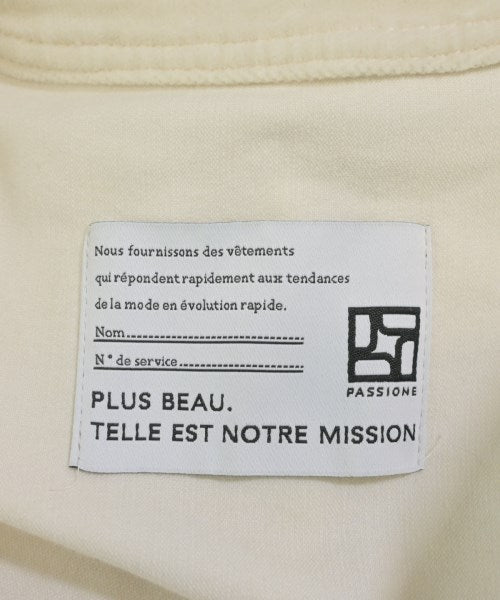 Nous fournissons des vêtements
qui répondent rapidement aux tendances
de la mode en évolution rapide.
Nom
N° de service
PASSIONE
PLUS BEAU.
TELLE EST NOTRE MISSION